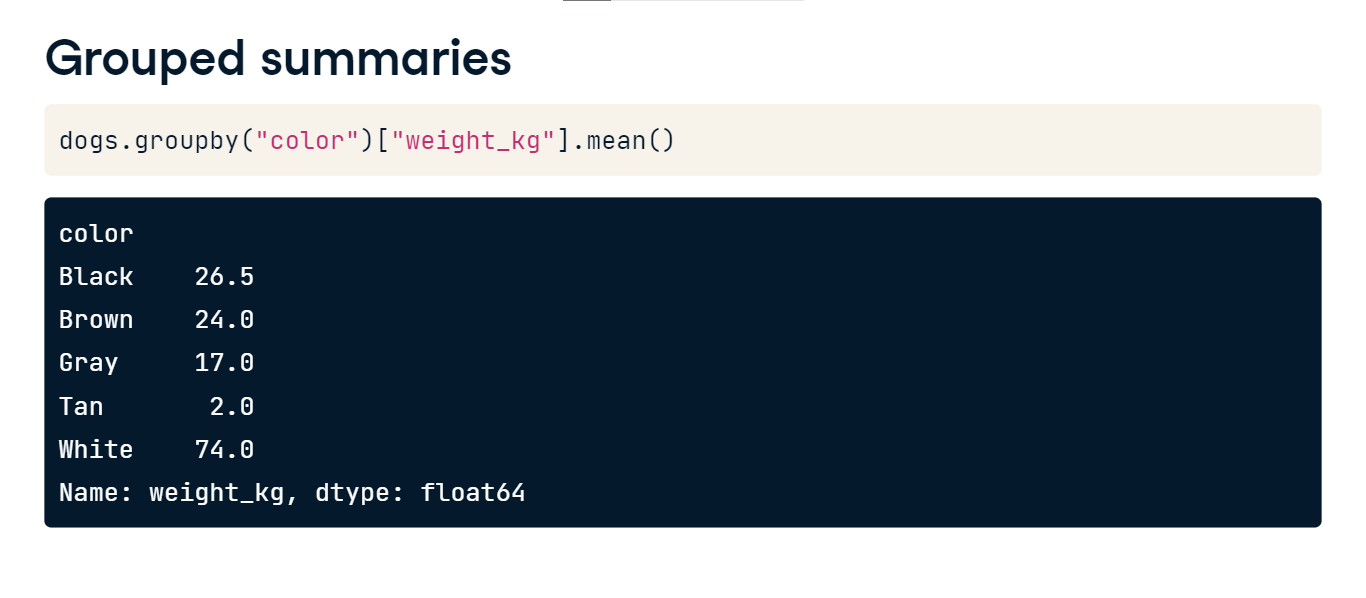 Grouped summaries
dogs.groupby("color")["weight_kg"].mean()
color
Black    26.5
Brown    24.0
Gray     17.0
Tan       2.0
White    74.0
Name: weight_kg, dtype: float64